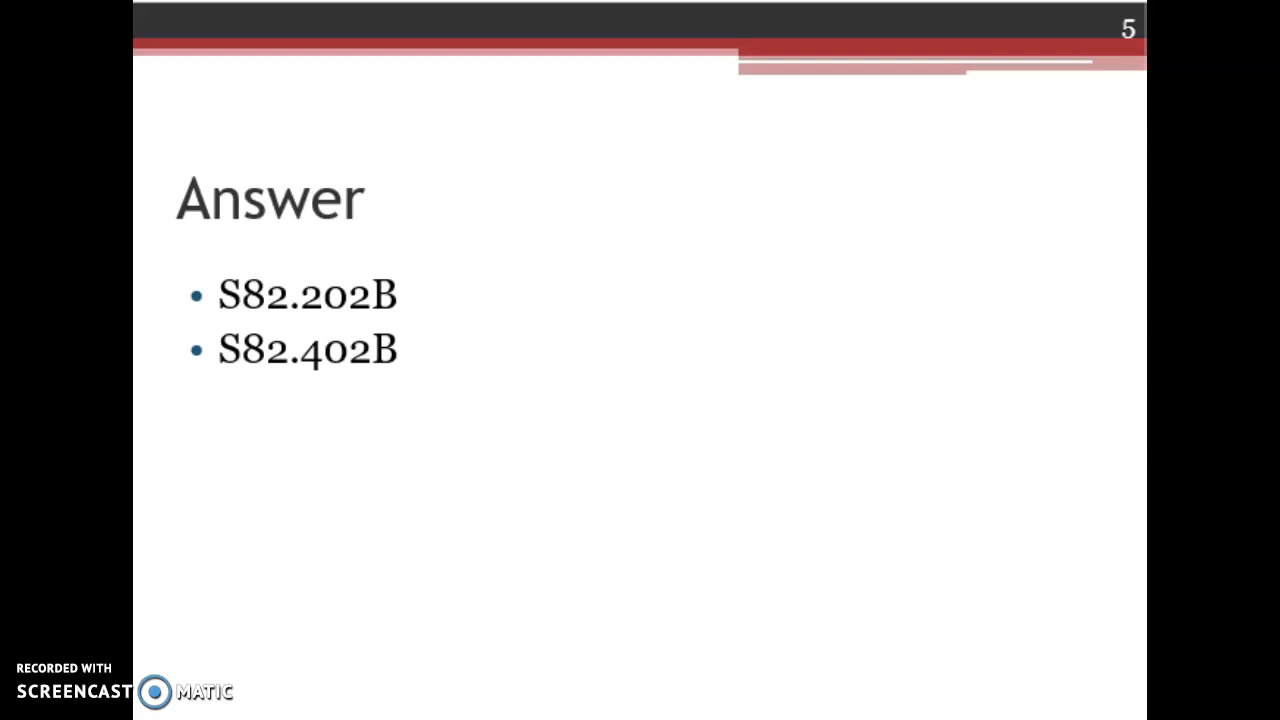 5
Answer
• S82.202B
• S82.402B
RECORDED WITH
SCREENCAST MATIC